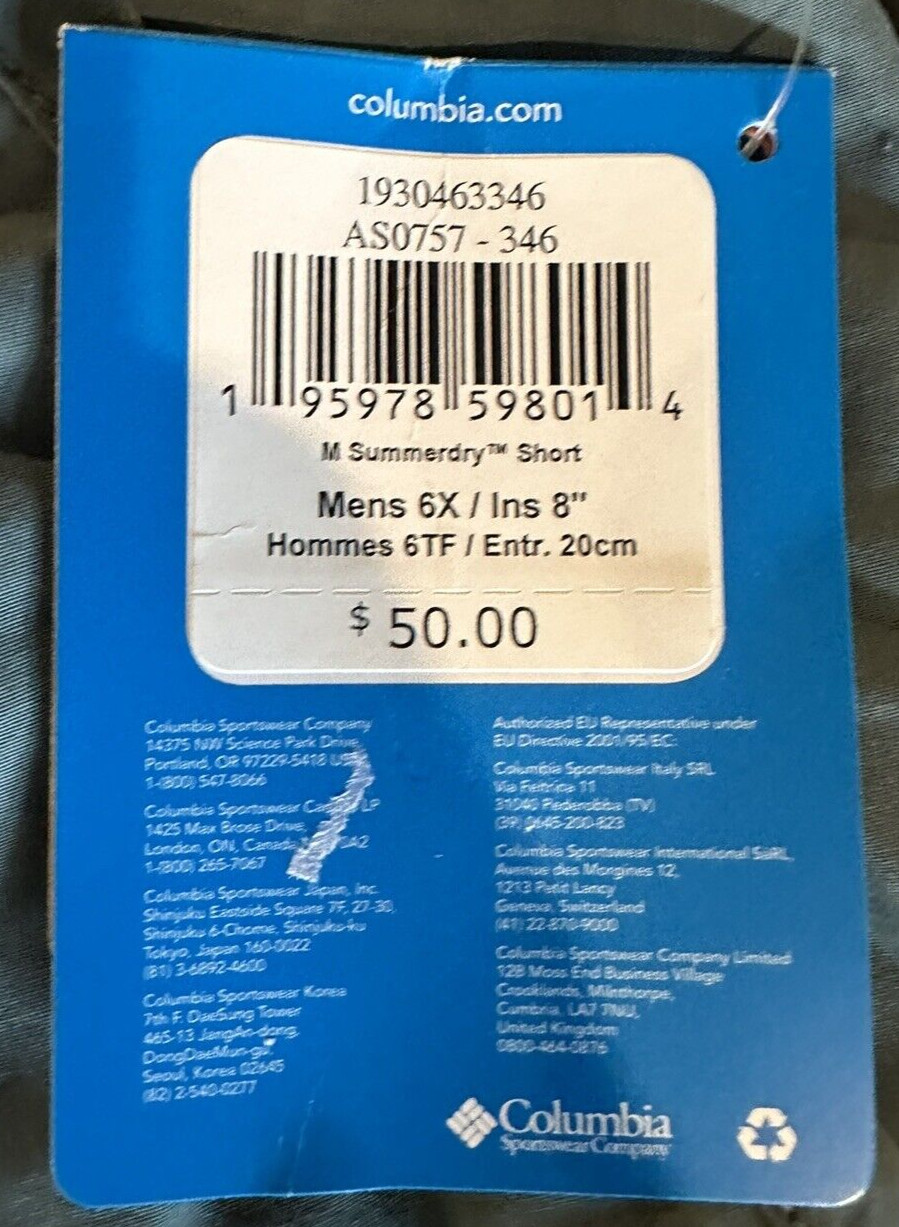 columbia.com
1930463346
AS0757 - 346
1 95978 59801 4
M Summerdry™ Short
Mens 6X / Ins 8"
Hommes 6TF / Entr. 20cm
$ 50.00
Columbia Sportswear Company
14375 NW Science Park Drive
Portland, OR 97229-5418
1-(800) 547-8066
Columbia Sportswear LP
1425 Max Brose Drive,
London, ON, Canada
1-(800) 265-7067
Columbia Sportswear Japan, Inc.
Shinjuku Eastside Square 7F, 27-30,
Shinjuku 6-Chome, Shinjuku-ku
Tokyo, Japan 160-0022
(81) 3-6892-4600
Columbia Sportswear Korea
7th F. DaeSung Tower
465-13 JangAn-dong,
DongDaeMun-gu,
Seoul, Korea 02645
(82) 2-540-0277
Authorized EU Representative under
EU Directive 2001/95/EC:
Columbia Sportswear Italy SRL
Via Feltrina 11
31040 Pederobba (TV)
(39) 0645-200-823
Columbia Sportswear International SaRL,
Avenue des Morgines 12,
1213 Petit Lancy
Geneva, Switzerland
(41) 22-870-9000
Columbia Sportswear Company Limited
12B Moss End Business Village
Crooklands, Milnthorpe,
Cumbria, LA7 7NU,
United Kingdom
0800-464-0876
Columbia
Sportswear Company